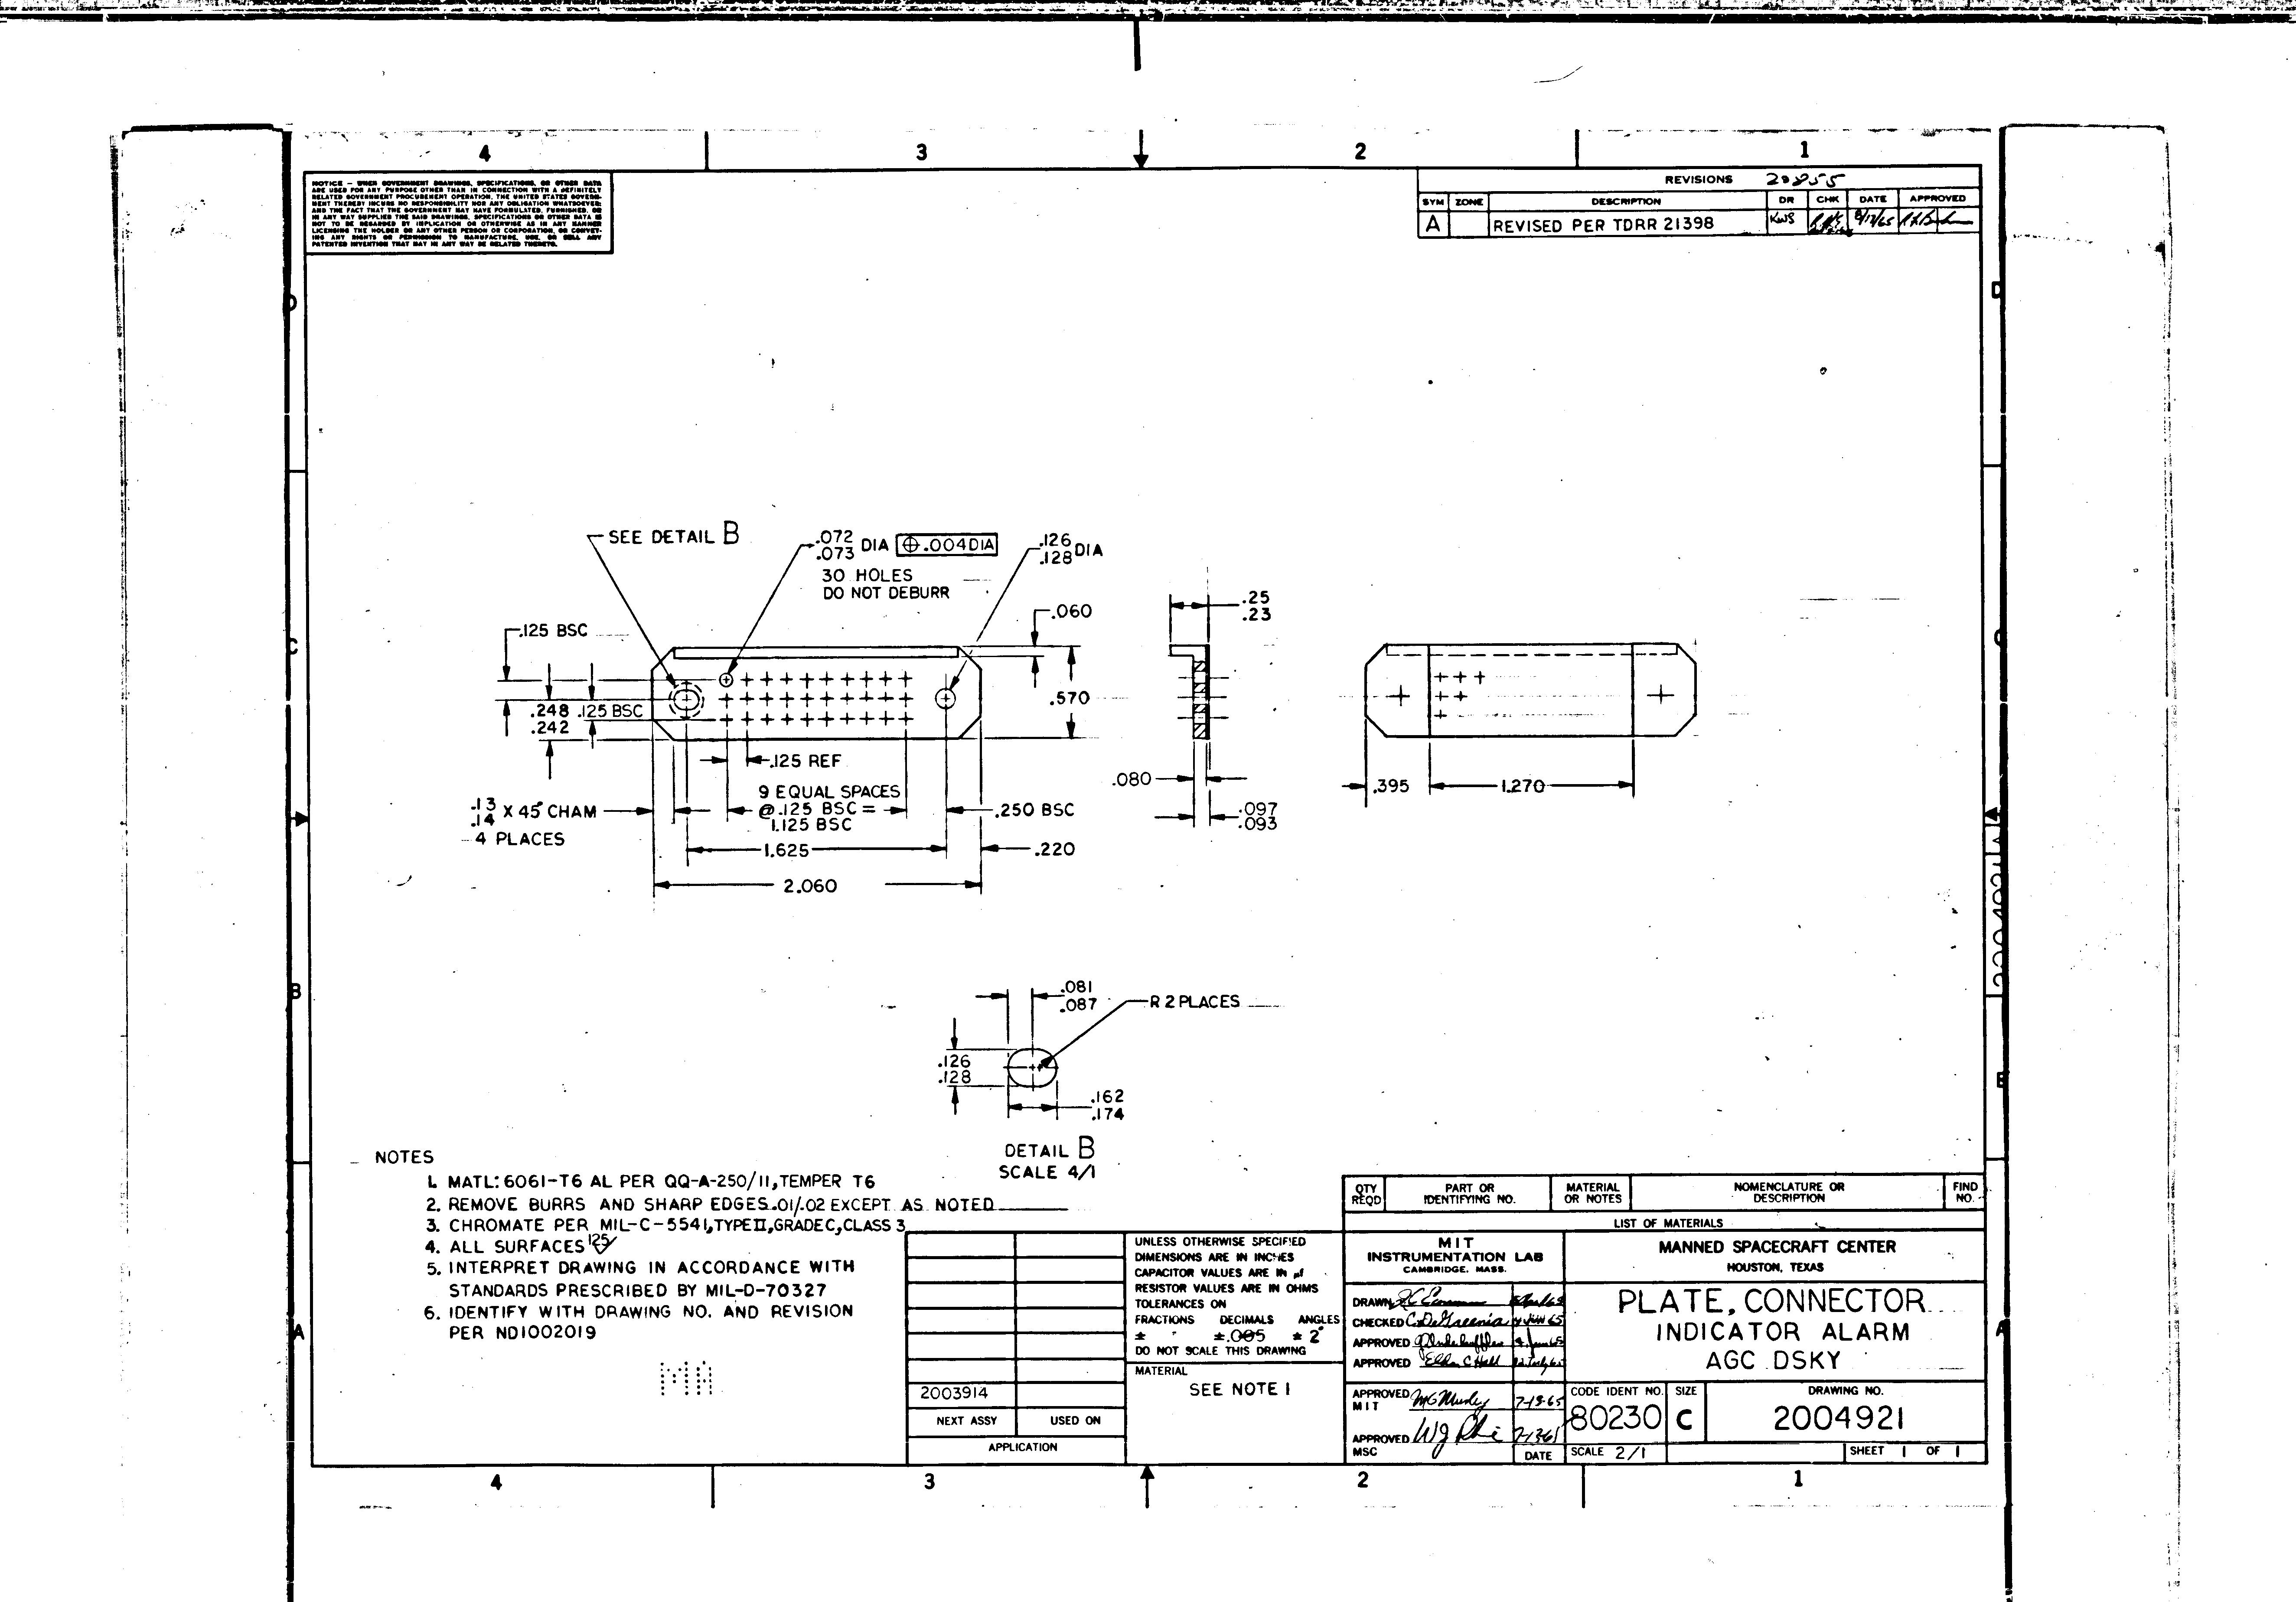 4 3 2 1
NOTICE — WHEN GOVERNMENT DRAWINGS, SPECIFICATIONS, OR OTHER DATA
ARE USED FOR ANY PURPOSE OTHER THAN IN CONNECTION WITH A DEFINITELY
RELATED GOVERNMENT PROCUREMENT OPERATION, THE UNITED STATES GOVERN-
MENT THEREBY INCURS NO RESPONSIBILITY NOR ANY OBLIGATION WHATSOEVER;
AND THE FACT THAT THE GOVERNMENT MAY HAVE FORMULATED, FURNISHED, OR
IN ANY WAY SUPPLIED THE SAID DRAWINGS, SPECIFICATIONS OR OTHER DATA IS
NOT TO BE REGARDED BY IMPLICATION OR OTHERWISE AS IN ANY MANNER
LICENSING THE HOLDER OR ANY OTHER PERSON OR CORPORATION, OR CONVEY-
ING ANY RIGHTS OR PERMISSION TO MANUFACTURE, USE, OR SELL ANY
PATENTED INVENTION THAT MAY IN ANY WAY BE RELATED THERETO.
REVISIONS 20855
SYM ZONE DESCRIPTION DR CHK DATE APPROVED
A REVISED PER TDRR 21398 KWS 8/17/65
D D
SEE DETAIL B
.072
.073 DIA ⌖ .004 DIA
30 HOLES
DO NOT DEBURR
.126
.128 DIA
.060
.125 BSC
.570
.248
.242
.125 BSC
.125 REF
9 EQUAL SPACES
@ .125 BSC =
1.125 BSC
.250 BSC
.13
.14 X 45° CHAM
4 PLACES
1.625
.220
2.060
.25
.23
.080
.097
.093
.395
1.270
C C
.081
.087
R 2 PLACES
.126
.128
.162
.174
DETAIL B
SCALE 4/1
B B
2004921 A
NOTES
1. MATL: 6061-T6 AL PER QQ-A-250/11, TEMPER T6
2. REMOVE BURRS AND SHARP EDGES .01/.02 EXCEPT AS NOTED
3. CHROMATE PER MIL-C-5541, TYPE II, GRADE C, CLASS 3
4. ALL SURFACES 125
5. INTERPRET DRAWING IN ACCORDANCE WITH
STANDARDS PRESCRIBED BY MIL-D-70327
6. IDENTIFY WITH DRAWING NO. AND REVISION
PER ND1002019
MA
A A
2003914
NEXT ASSY USED ON
APPLICATION
UNLESS OTHERWISE SPECIFIED
DIMENSIONS ARE IN INCHES
CAPACITOR VALUES ARE IN µf
RESISTOR VALUES ARE IN OHMS
TOLERANCES ON
FRACTIONS DECIMALS ANGLES
± ±.005 ± 2°
DO NOT SCALE THIS DRAWING
MATERIAL
SEE NOTE 1
QTY REQD PART OR IDENTIFYING NO. MATERIAL OR NOTES NOMENCLATURE OR DESCRIPTION FIND NO.
LIST OF MATERIALS
MIT
INSTRUMENTATION LAB
CAMBRIDGE, MASS.
DRAWN
CHECKED C. DeGreenia 4 JUN 65
APPROVED
APPROVED Eldon C Hall
APPROVED MIT 7-13-65
APPROVED MSC
DATE
MANNED SPACECRAFT CENTER
HOUSTON, TEXAS
PLATE, CONNECTOR
INDICATOR ALARM
AGC DSKY
CODE IDENT NO. SIZE DRAWING NO.
80230 C 2004921
SCALE 2/1 SHEET 1 OF 1
4 3 2 1